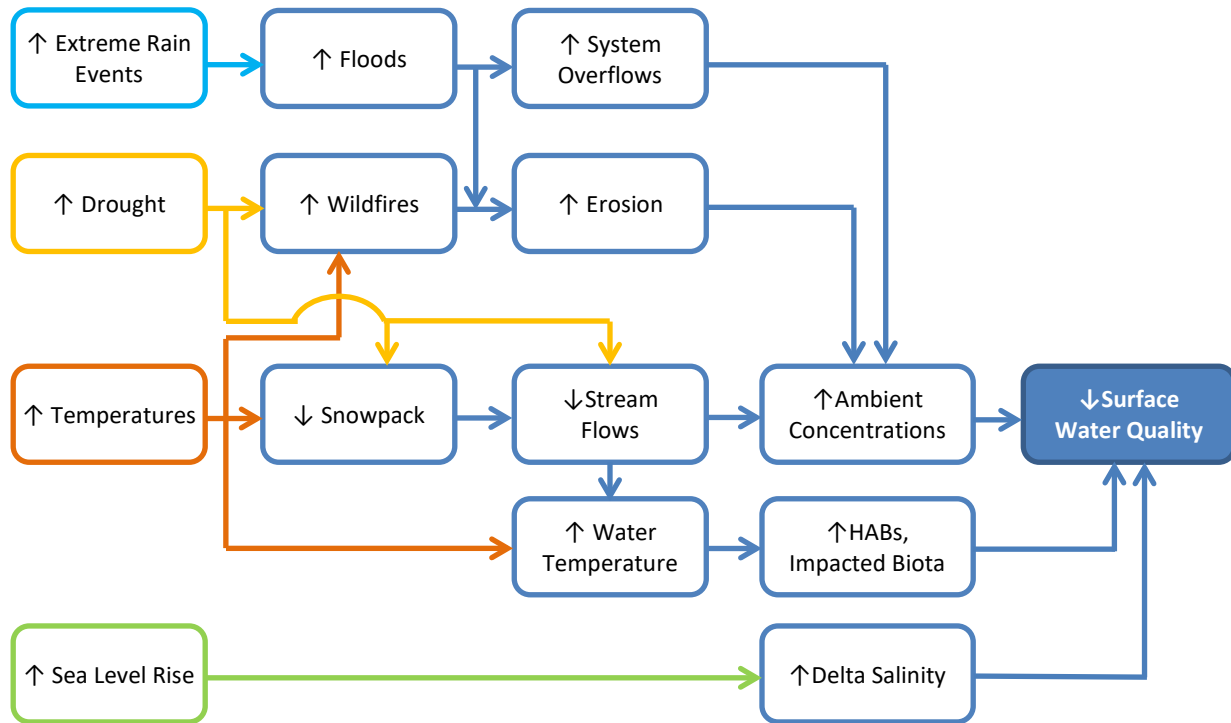 ↑ Extreme Rain
Events
↑ Floods
↑ System
Overflows
↑ Drought
↑ Wildfires
↑ Erosion
↑ Temperatures
↓ Snowpack
↓Stream
Flows
↑Ambient
Concentrations
↓Surface
Water Quality
↑ Water
Temperature
↑HABs,
Impacted Biota
↑ Sea Level Rise
↑Delta Salinity